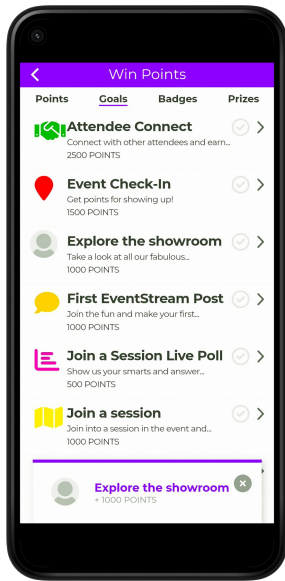 Win Points
Points Goals Badges Prizes
Attendee Connect
Connect with other attendees and earn...
2500 POINTS
Event Check-In
Get points for showing up!
1500 POINTS
Explore the showroom
Take a look at all our fabulous...
1000 POINTS
First EventStream Post
Join the fun and make your first...
1000 POINTS
Join a Session Live Poll
Show us your smarts and answer...
500 POINTS
Join a session
Join into a session in the event and...
1000 POINTS
Explore the showroom
+ 1000 POINTS